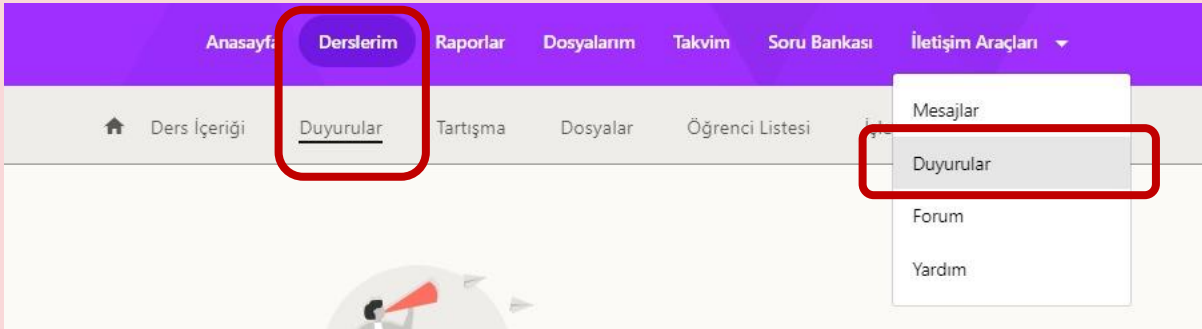 Anasayfa Derslerim Raporlar Dosyalarım Takvim Soru Bankası İletişim Araçları
Ders İçeriği Duyurular Tartışma Dosyalar Öğrenci Listesi
Mesajlar
Duyurular
Forum
Yardım